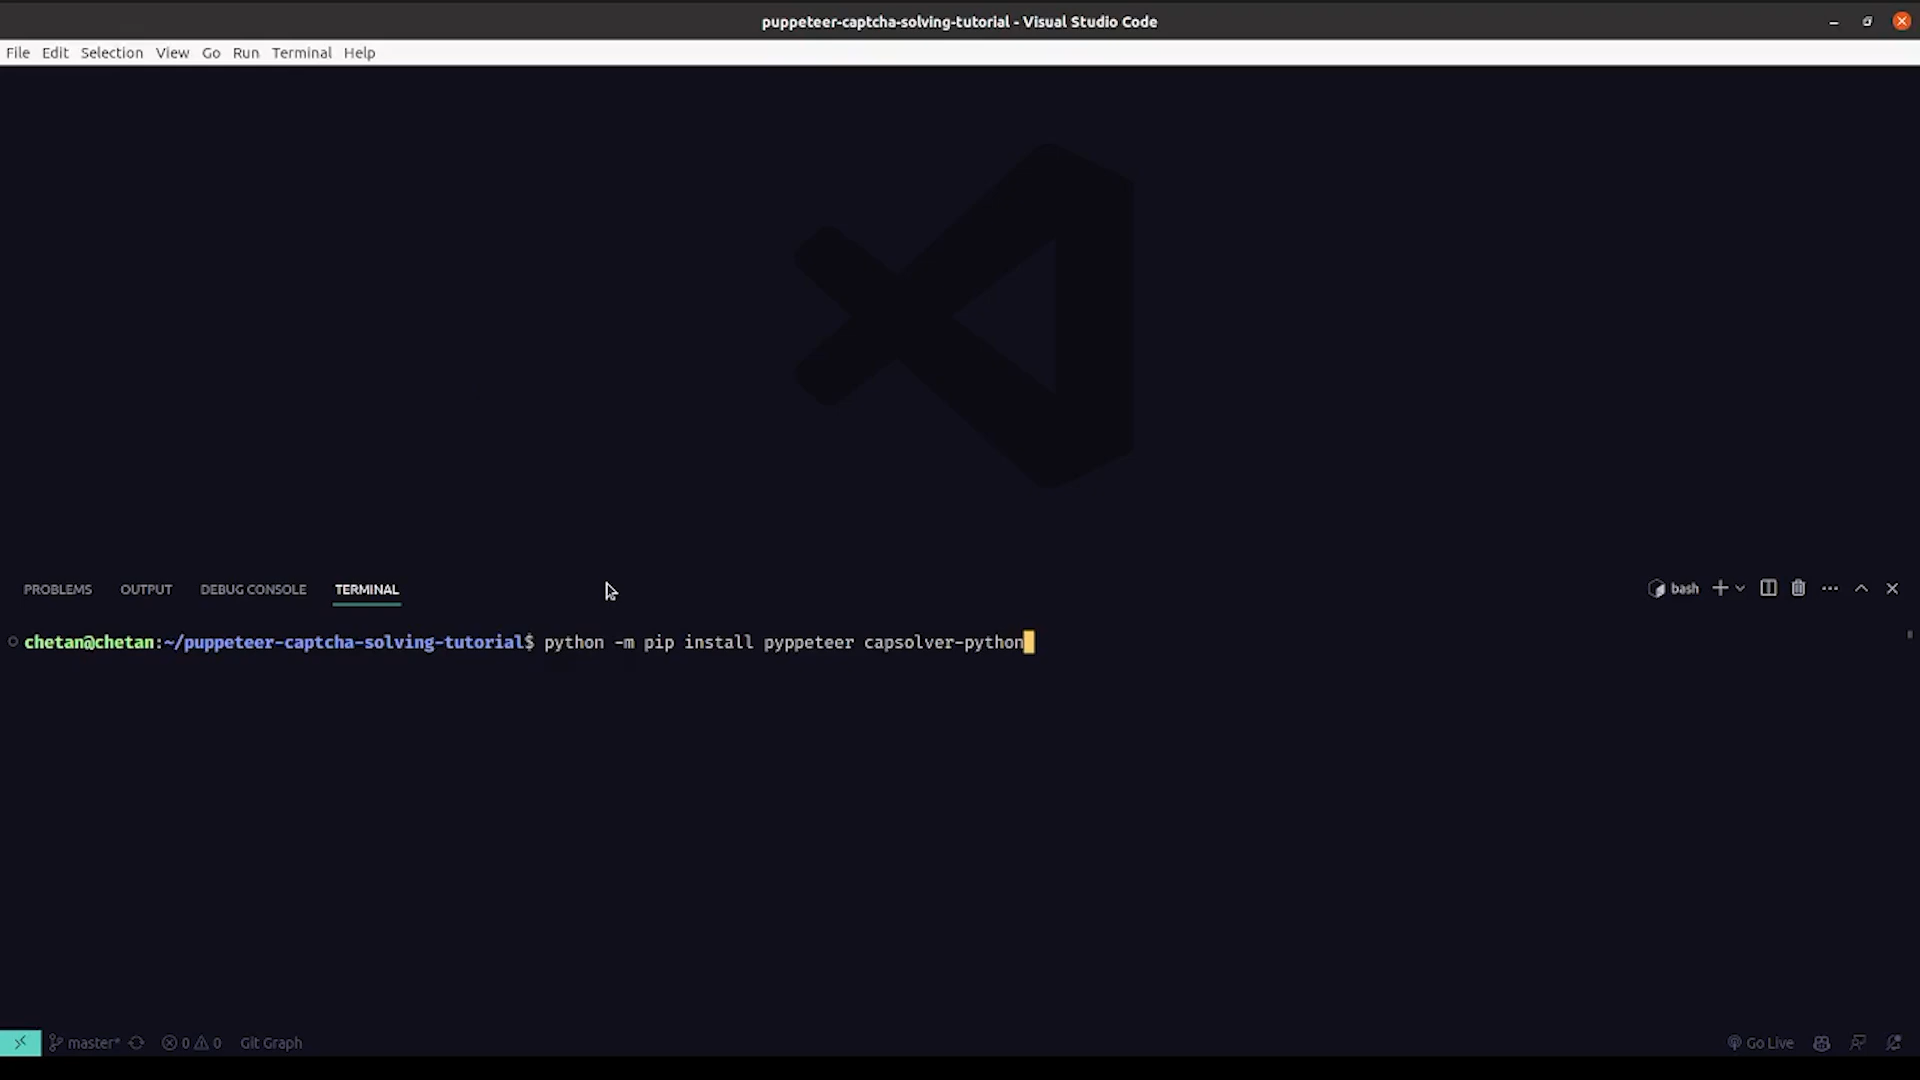 puppeteer-captcha-solving-tutorial - Visual Studio Code
File Edit Selection View Go Run Terminal Help
PROBLEMS OUTPUT DEBUG CONSOLE TERMINAL
bash
chetan@chetan:~/puppeteer-captcha-solving-tutorial$ python -m pip install pyppeteer capsolver-python
master* 0 0 Git Graph Go Live